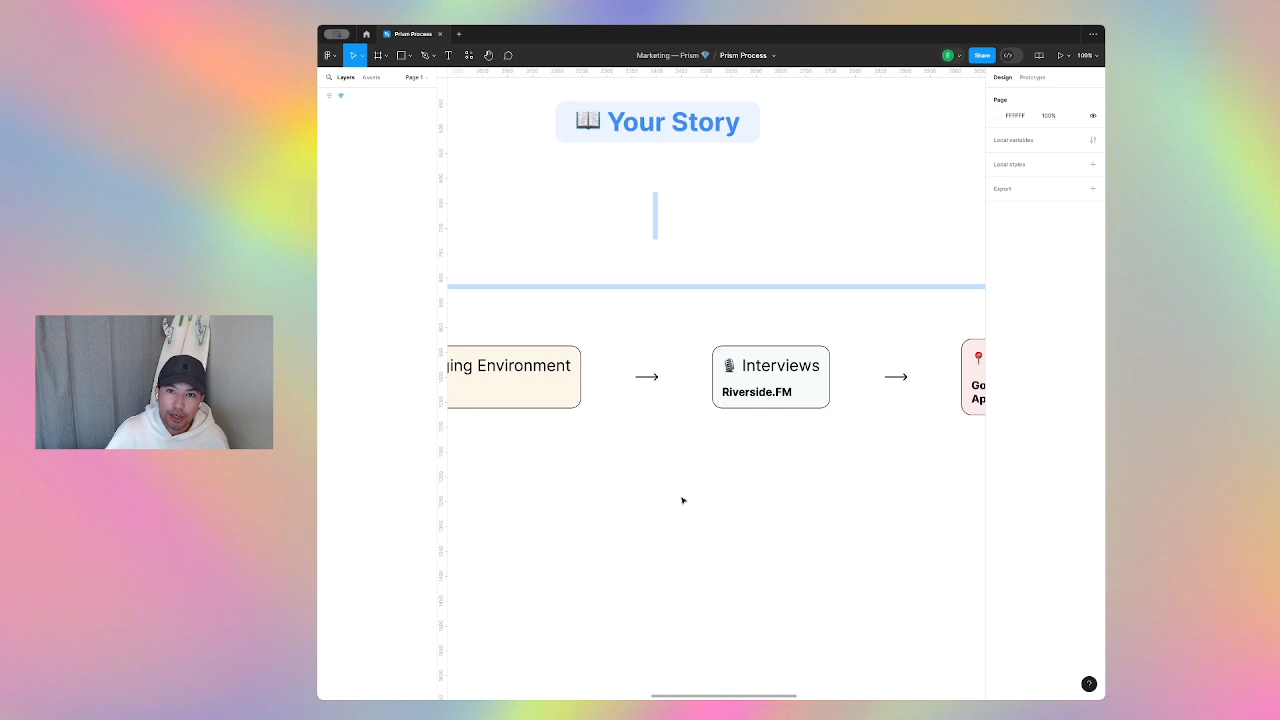 Prism Process
Marketing — Prism 💎 / Prism Process
E
Share
100%
Layers
Assets
Page 1
Design
Prototype
Page
FFFFFF
100%
Local variables
Local styles
Export
📖 Your Story
ging Environment
🎙️ Interviews
Riverside.FM
📍
Go
Ap
?